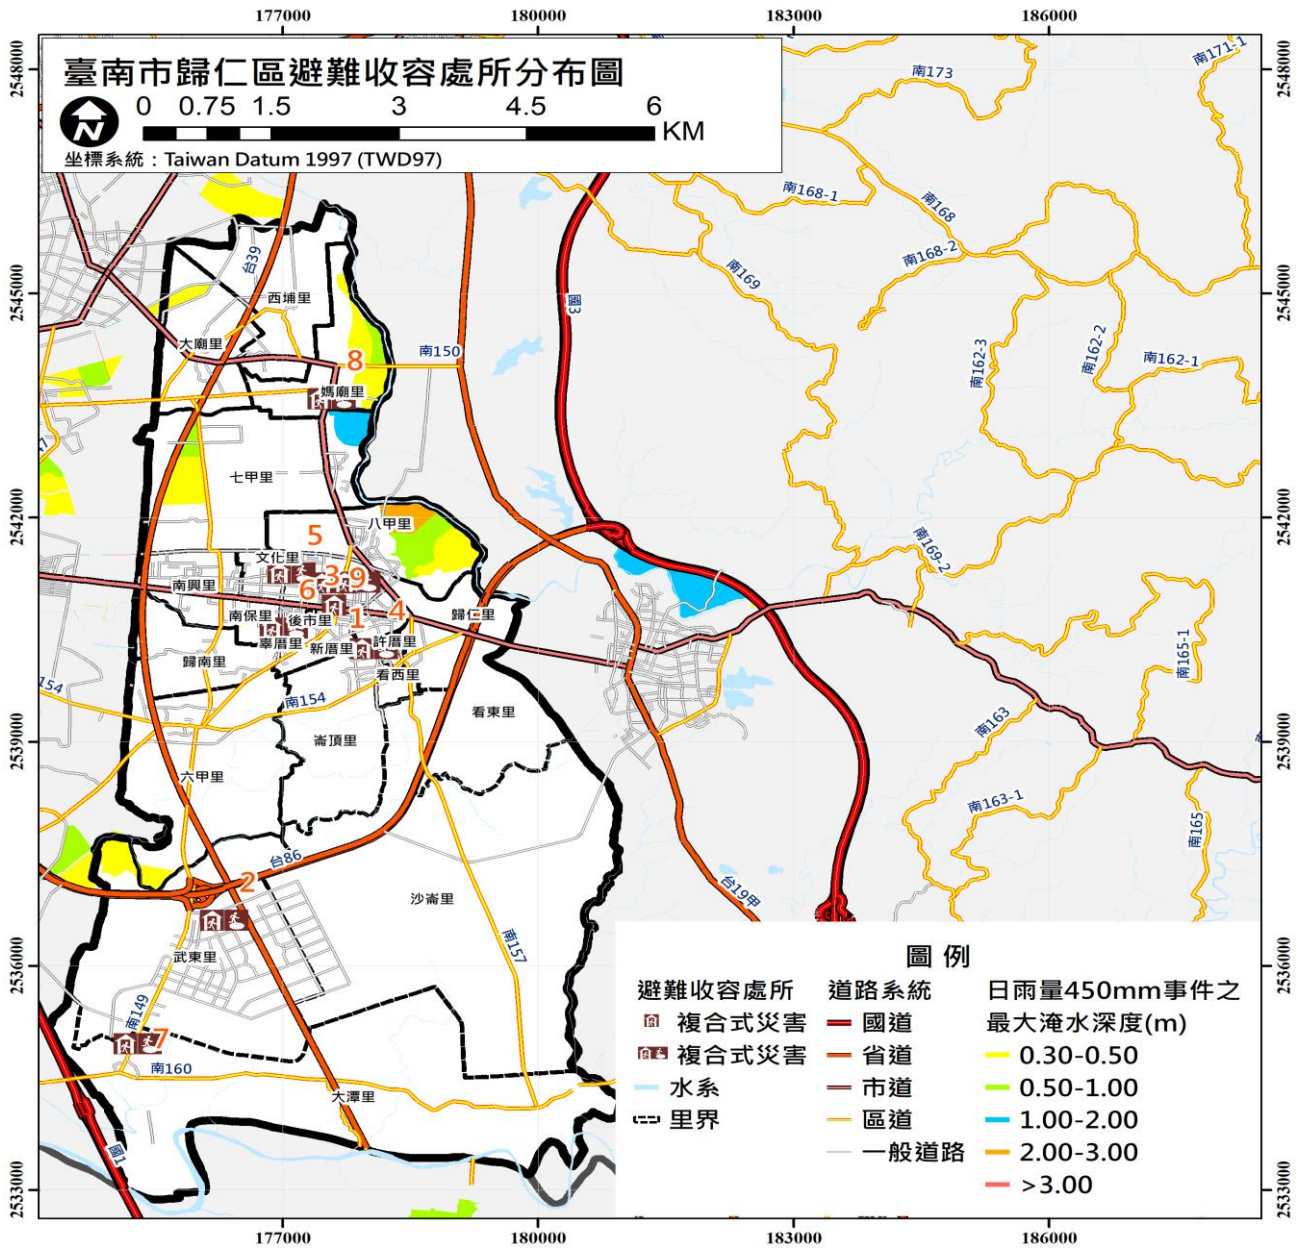 177000 180000 183000 186000
2548000 2548000
臺南市歸仁區避難收容處所分布圖
0 0.75 1.5 3 4.5 6
KM
N
坐標系統：Taiwan Datum 1997 (TWD97)
南171-1
南173
南168-1
南168
南168-2
南169
台39
2545000 2545000
西埔里
國3
大廟里
南150
8
南162-3
南162-2
南162-1
媽廟里
七甲里
2542000 2542000
八甲里
5
文化里
南169-2
3
9
南興里
6
4
南保里
後市里
1
歸仁里
辜厝里
新厝里
許厝里
歸南里
看西里
南165-1
154
南154
看東里
南163
崙頂里
2539000 2539000
六甲里
南163-1
南165
台86
2
台19甲
沙崙里
南157
武東里
2536000 2536000
南149
7
南160
大潭里
國1
2533000 2533000
圖例
避難收容處所
複合式災害
複合式災害
水系
里界
道路系統
國道
省道
市道
區道
一般道路
日雨量450mm事件之
最大淹水深度(m)
0.30-0.50
0.50-1.00
1.00-2.00
2.00-3.00
>3.00
177000 180000 183000 186000